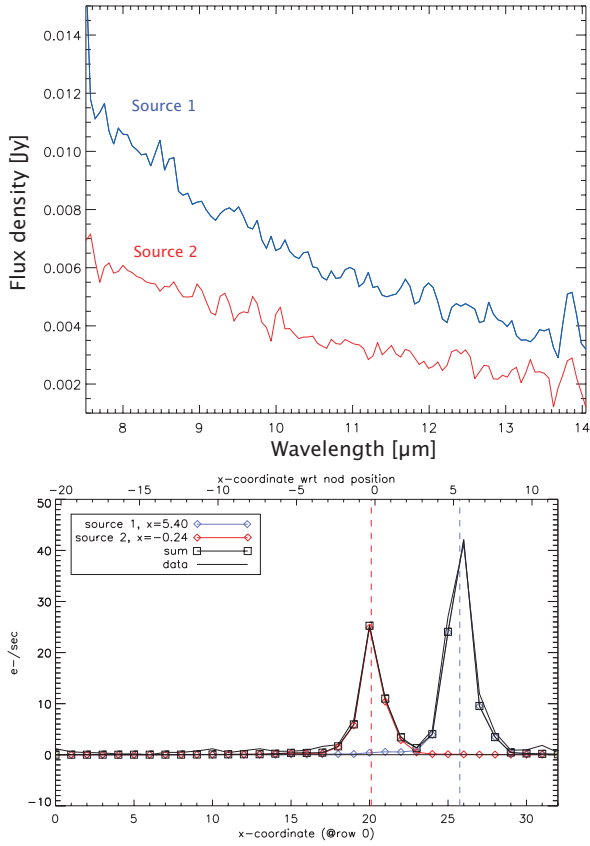 0.014
0.012
0.010
0.008
0.006
0.004
0.002
Flux density [Jy]
Source 1
Source 2
8 9 10 11 12 13 14
Wavelength [μm]
x-coordinate wrt nod position
-20 -15 -10 -5 0 5 10
50
40
30
20
10
0
-10
e-/sec
source 1, x=5.40
source 2, x=-0.24
sum
data
0 5 10 15 20 25 30
x-coordinate (@row 0)